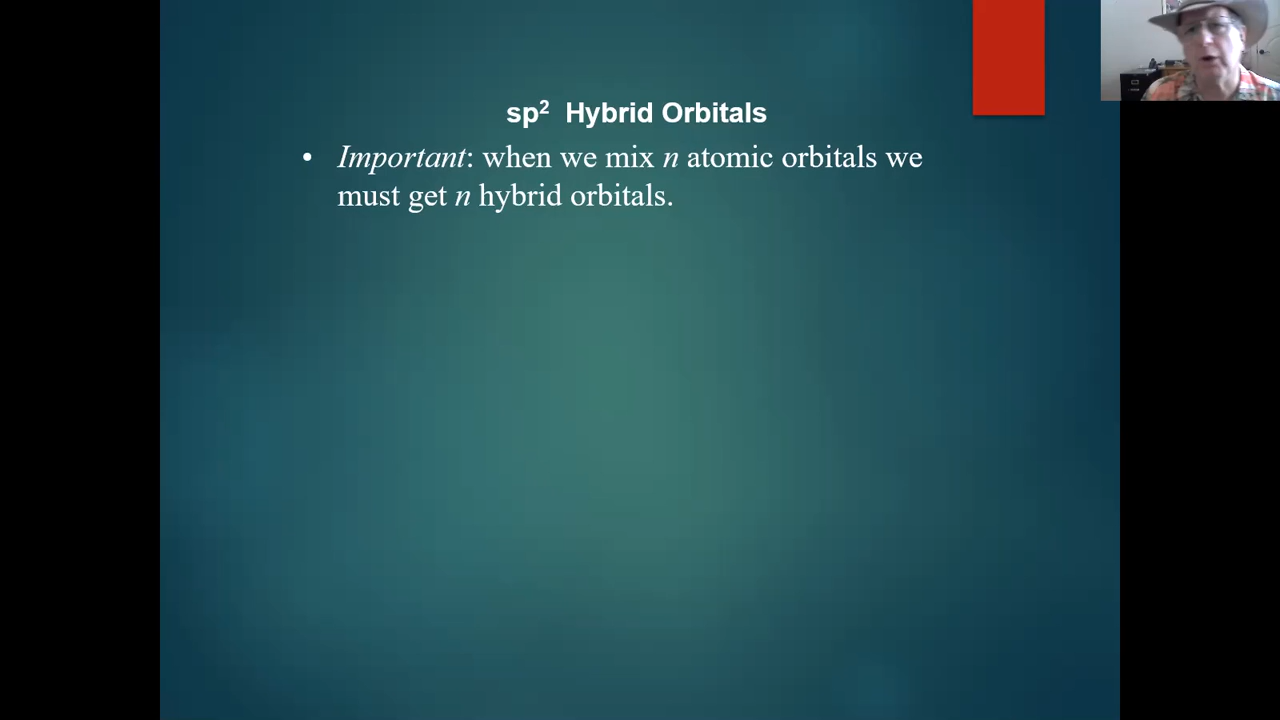 sp² Hybrid Orbitals
• Important: when we mix n atomic orbitals we
must get n hybrid orbitals.